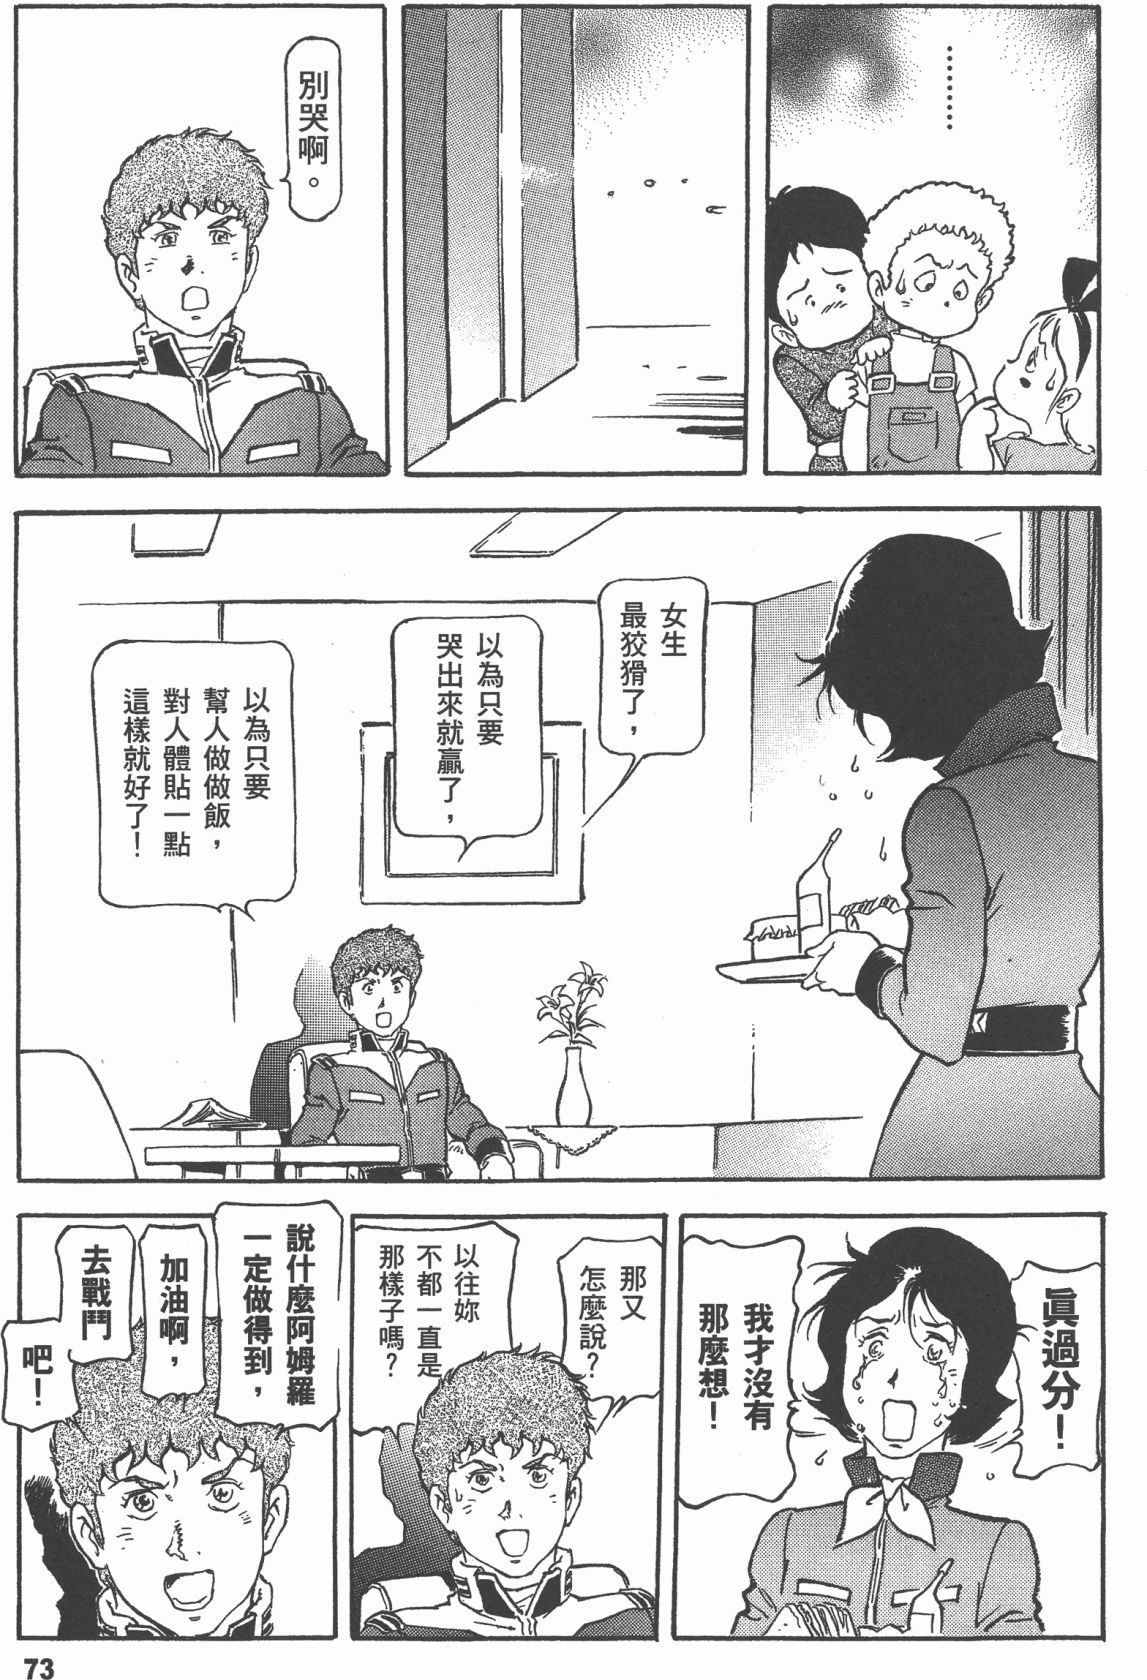 ………
別哭啊。
女生
最狡猾了，
以為只要
哭出來就贏了，
以為只要
幫人做做飯，
對人體貼一點
這樣就好了！
眞過分！
我才沒有
那麼想！
那又
怎麼說？
以往妳
不都一直是
那樣子嗎？
說什麼阿姆羅
一定做得到，
加油啊，
去戰鬥
吧！
73